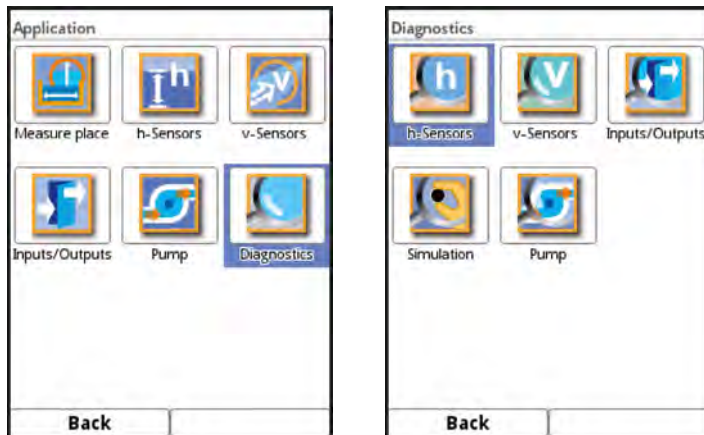 Application
h
v
Measure place h-Sensors v-Sensors
Inputs/Outputs Pump Diagnostics
Back
Diagnostics
h
V
h-Sensors v-Sensors Inputs/Outputs
Simulation Pump
Back